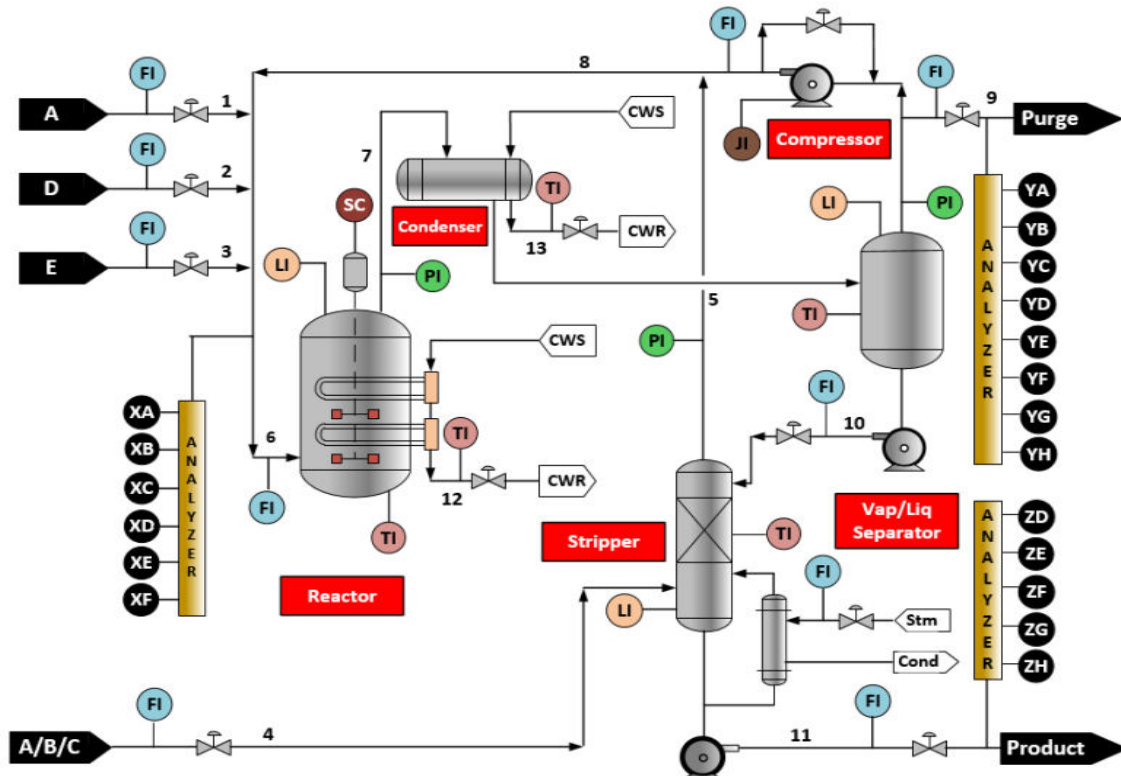 FI
8
FI
FI
9
A
1
CWS
Purge
JI
Compressor
FI
7
D
2
SC
TI
LI
PI
YA
Condenser
CWR
13
YB
FI
E
3
LI
PI
YC
5
YD
TI
CWS
PI
YE
ANALYZER
FI
YF
XA
YG
6
TI
10
XB
YH
CWR
XC
FI
12
ANALYZER
Vap/Liq
Separator
ZD
XD
TI
Stripper
TI
ZE
XE
FI
ZF
XF
Reactor
LI
Stm
ANALYZER
ZG
Cond
ZH
FI
FI
A/B/C
4
11
Product